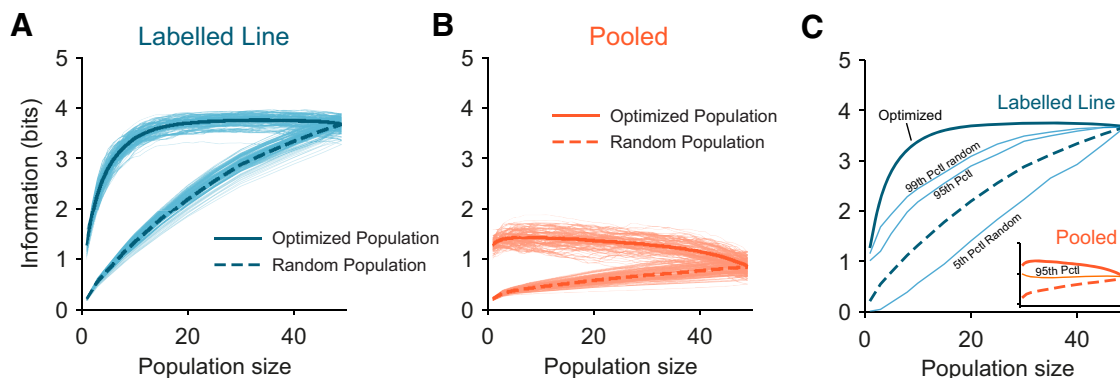 A
Labelled Line
Information (bits)
5
4
3
2
1
0
0
20
40
Population size
Optimized Population
Random Population
B
Pooled
5
4
3
2
1
0
0
20
40
Population size
Optimized Population
Random Population
C
5
4
3
2
1
0
0
20
40
Population size
Labelled Line
Optimized
99th Pctl random
95th Pctl
5th Pctl Random
Pooled
95th Pctl